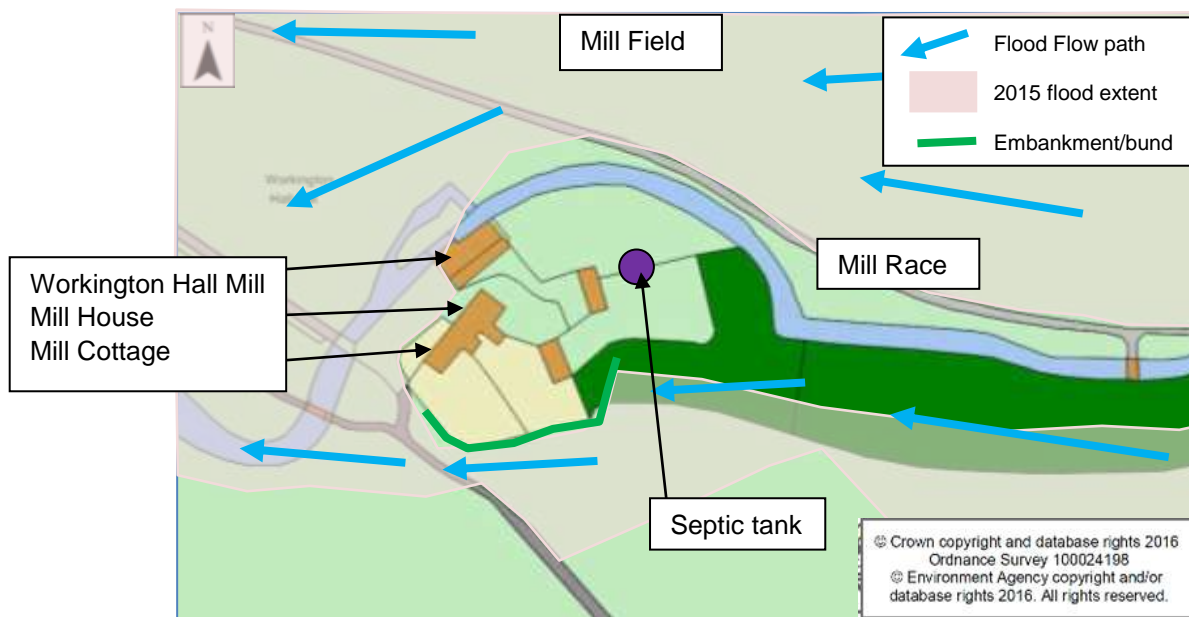 N
Mill Field
Flood Flow path
2015 flood extent
Embankment/bund
Workington
Hall
Mill Race
Workington Hall Mill
Mill House
Mill Cottage
Septic tank
© Crown copyright and database rights 2016
Ordnance Survey 100024198
© Environment Agency copyright and/or
database rights 2016. All rights reserved.